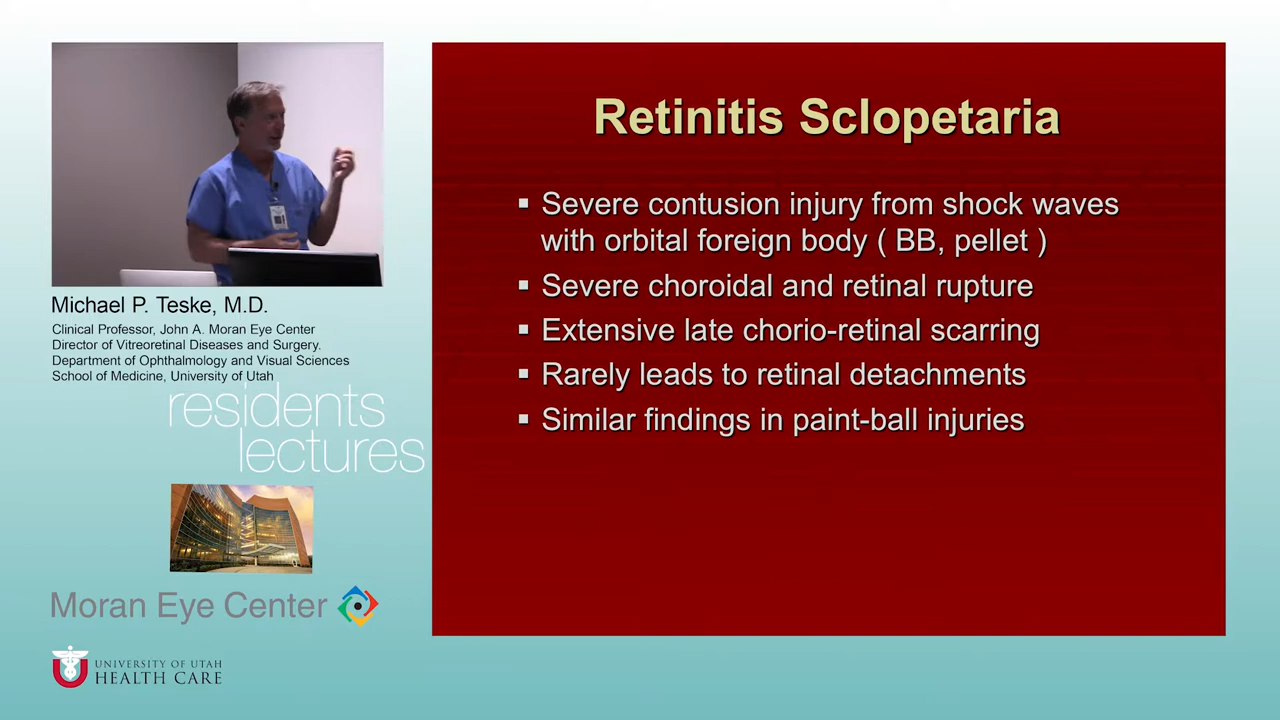 Retinitis Sclopetaria
▪ Severe contusion injury from shock waves
with orbital foreign body ( BB, pellet )
▪ Severe choroidal and retinal rupture
▪ Extensive late chorio-retinal scarring
▪ Rarely leads to retinal detachments
▪ Similar findings in paint-ball injuries
Michael P. Teske, M.D.
Clinical Professor, John A. Moran Eye Center
Director of Vitreoretinal Diseases and Surgery.
Department of Ophthalmology and Visual Sciences
School of Medicine, University of Utah
residents
lectures
Moran Eye Center
UNIVERSITY OF UTAH
HEALTH CARE